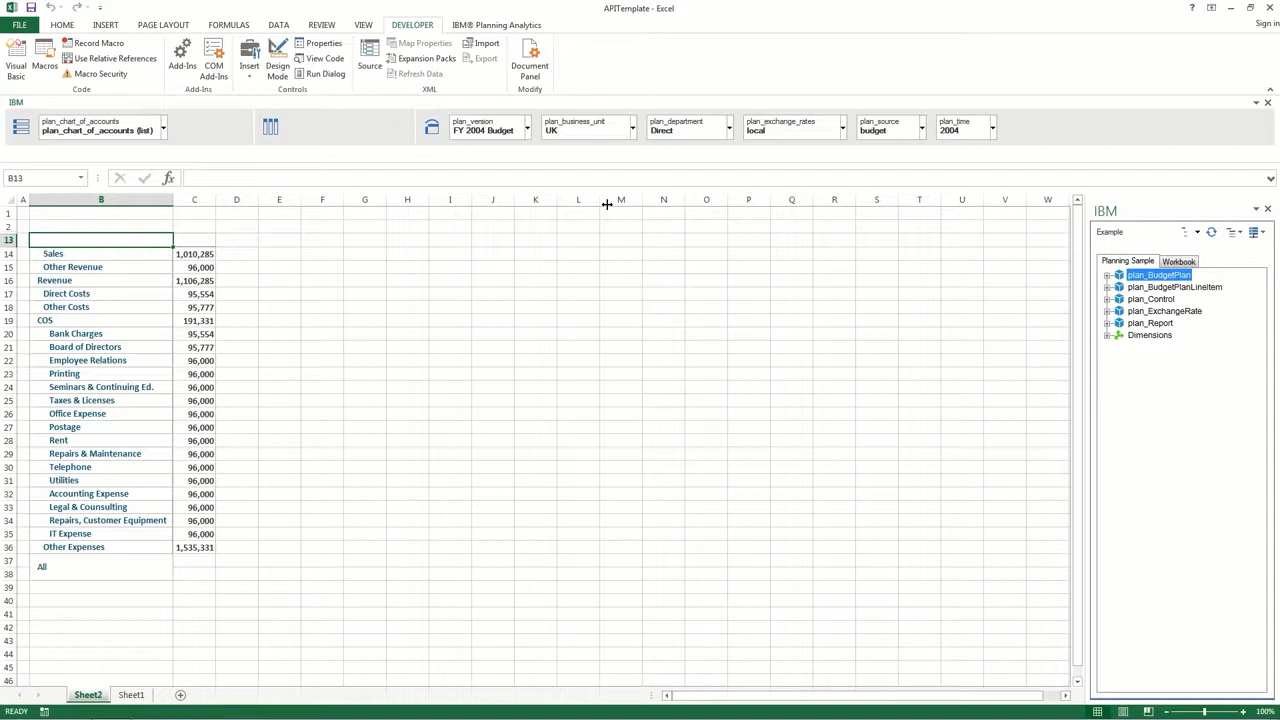 APITemplate - Excel
Sign in
FILE HOME INSERT PAGE LAYOUT FORMULAS DATA REVIEW VIEW DEVELOPER IBM® Planning Analytics
Visual Basic
Macros
Record Macro
Use Relative References
Macro Security
Code
Add-Ins
COM Add-Ins
Add-Ins
Insert
Design Mode
Properties
View Code
Run Dialog
Controls
Source
Map Properties
Expansion Packs
Refresh Data
Import
Export
XML
Document Panel
Modify
IBM
plan_chart_of_accounts
plan_chart_of_accounts (list)
plan_version
FY 2004 Budget
plan_business_unit
UK
plan_department
Direct
plan_exchange_rates
local
plan_source
budget
plan_time
2004
B13
fx
A B C D E F G H I J K L M N O P Q R S T U V W
1
2
13
14 Sales 1,010,285
15 Other Revenue 96,000
16 Revenue 1,106,285
17 Direct Costs 95,554
18 Other Costs 95,777
19 COS 191,331
20 Bank Charges 95,554
21 Board of Directors 95,777
22 Employee Relations 96,000
23 Printing 96,000
24 Seminars & Continuing Ed. 96,000
25 Taxes & Licenses 96,000
26 Office Expense 96,000
27 Postage 96,000
28 Rent 96,000
29 Repairs & Maintenance 96,000
30 Telephone 96,000
31 Utilities 96,000
32 Accounting Expense 96,000
33 Legal & Counsulting 96,000
34 Repairs, Customer Equipment 96,000
35 IT Expense 96,000
36 Other Expenses 1,535,331
37
All
38
39
40
41
42
43
44
45
46
IBM
Example
Planning Sample Workbook
plan_BudgetPlan
plan_BudgetPlanLineItem
plan_Control
plan_ExchangeRate
plan_Report
Dimensions
Sheet2 Sheet1
READY
100%